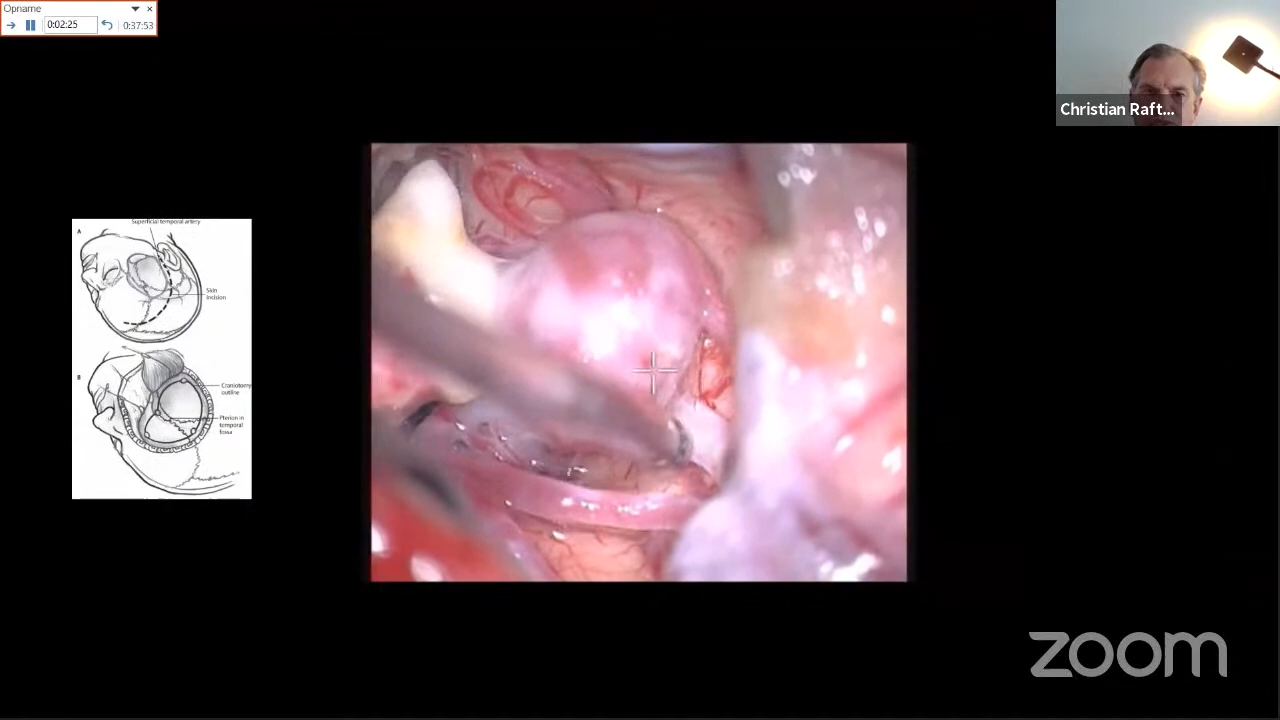 Opname
0:02:25
0:37:53
Christian Raft...
Superficial temporal artery
A
Skin
incision
B
Craniotomy
outline
Pterion in
temporal
fossa
zoom